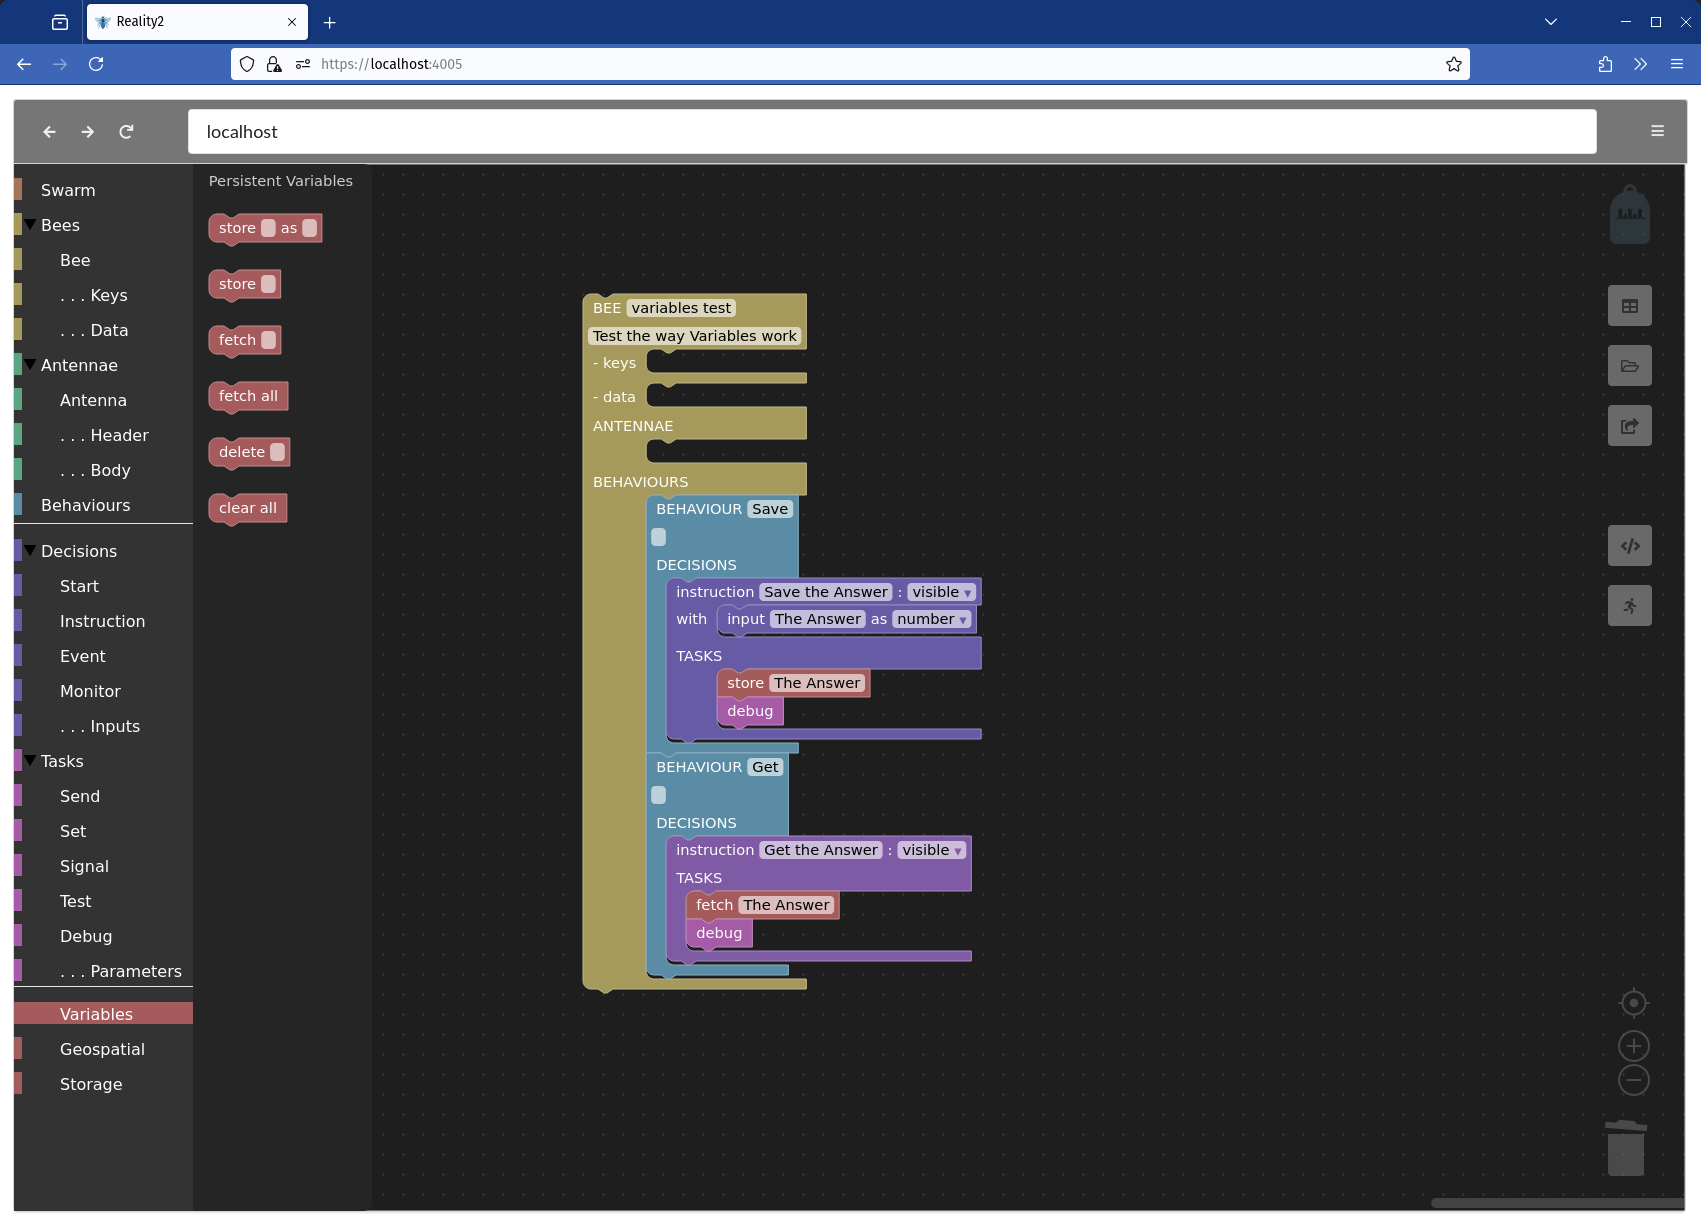 Reality2
https://localhost:4005
localhost
Swarm
Bees
Bee
. . . Keys
. . . Data
Antennae
Antenna
. . . Header
. . . Body
Behaviours
Decisions
Start
Instruction
Event
Monitor
. . . Inputs
Tasks
Send
Set
Signal
Test
Debug
. . . Parameters
Variables
Geospatial
Storage
Persistent Variables
store as
store
fetch
fetch all
delete
clear all
BEE variables test
Test the way Variables work
- keys
- data
ANTENNAE
BEHAVIOURS
BEHAVIOUR Save
DECISIONS
instruction Save the Answer : visible
with input The Answer as number
TASKS
store The Answer
debug
BEHAVIOUR Get
DECISIONS
instruction Get the Answer : visible
TASKS
fetch The Answer
debug